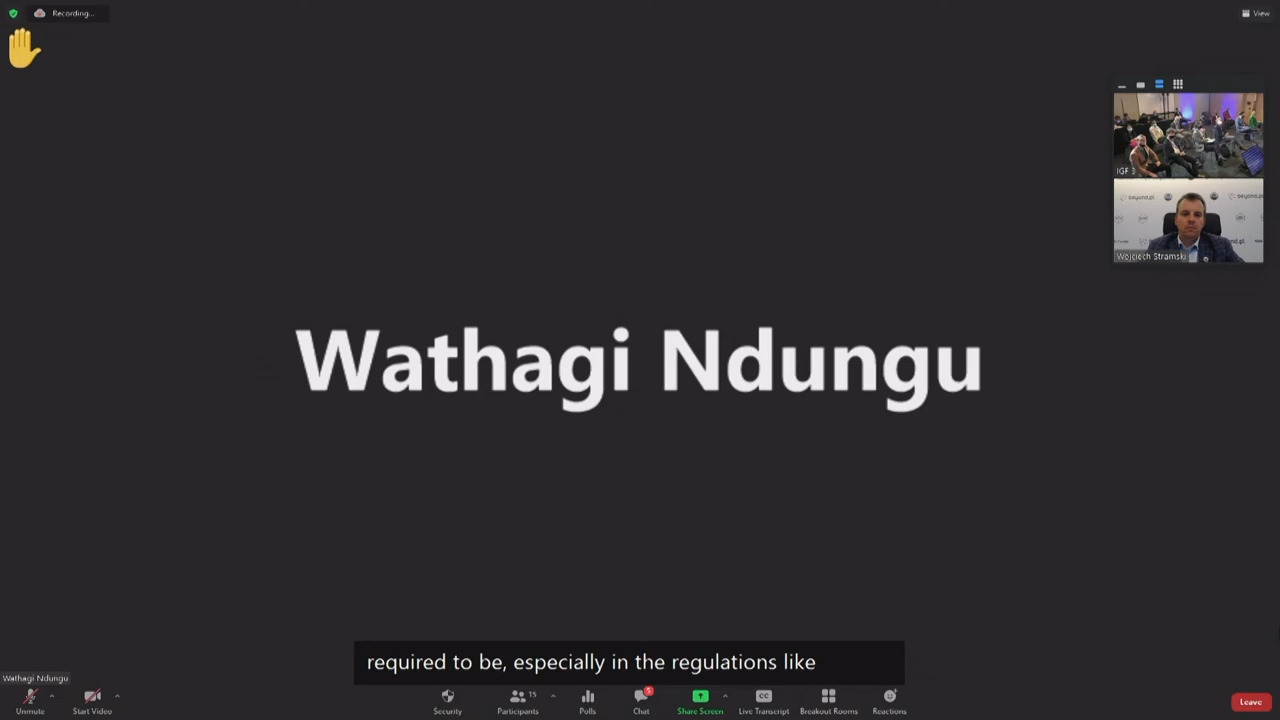 Recording...
View
IGF 3
beyond.pl
Wojciech Stramski
Wathagi Ndungu
required to be, especially in the regulations like
Wathagi Ndungu
Unmute
Start Video
Security
Participants
15
Polls
Chat
5
Share Screen
CC
Live Transcript
Breakout Rooms
Reactions
Leave